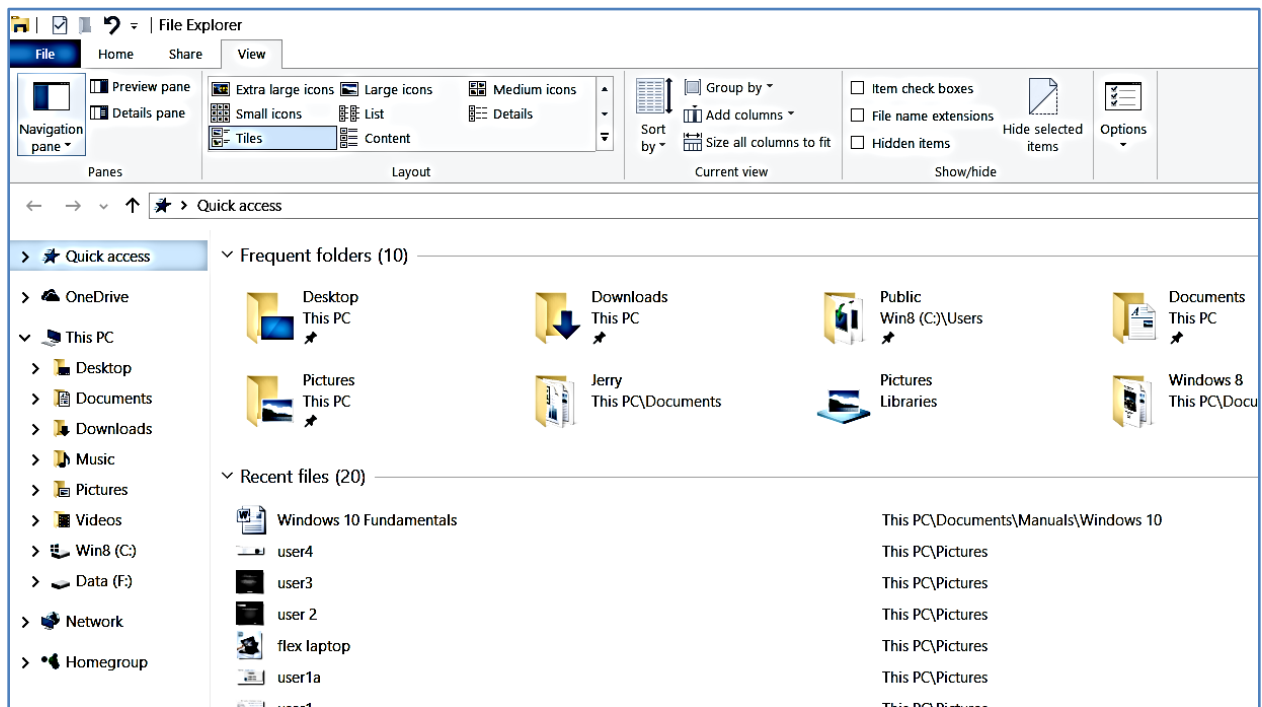 File Explorer
File Home Share View
Navigation pane
Preview pane
Details pane
Panes
Extra large icons Large icons Medium icons
Small icons List Details
Tiles Content
Layout
Sort by
Group by
Add columns
Size all columns to fit
Current view
Item check boxes
File name extensions
Hidden items
Hide selected items
Show/hide
Options
Quick access
Quick access
OneDrive
This PC
Desktop
Documents
Downloads
Music
Pictures
Videos
Win8 (C:)
Data (F:)
Network
Homegroup
Frequent folders (10)
Desktop
This PC
Downloads
This PC
Public
Win8 (C:)\Users
Documents
This PC
Pictures
This PC
Jerry
This PC\Documents
Pictures
Libraries
Windows 8
This PC\Docu
Recent files (20)
Windows 10 Fundamentals This PC\Documents\Manuals\Windows 10
user4 This PC\Pictures
user3 This PC\Pictures
user 2 This PC\Pictures
flex laptop This PC\Pictures
user1a This PC\Pictures